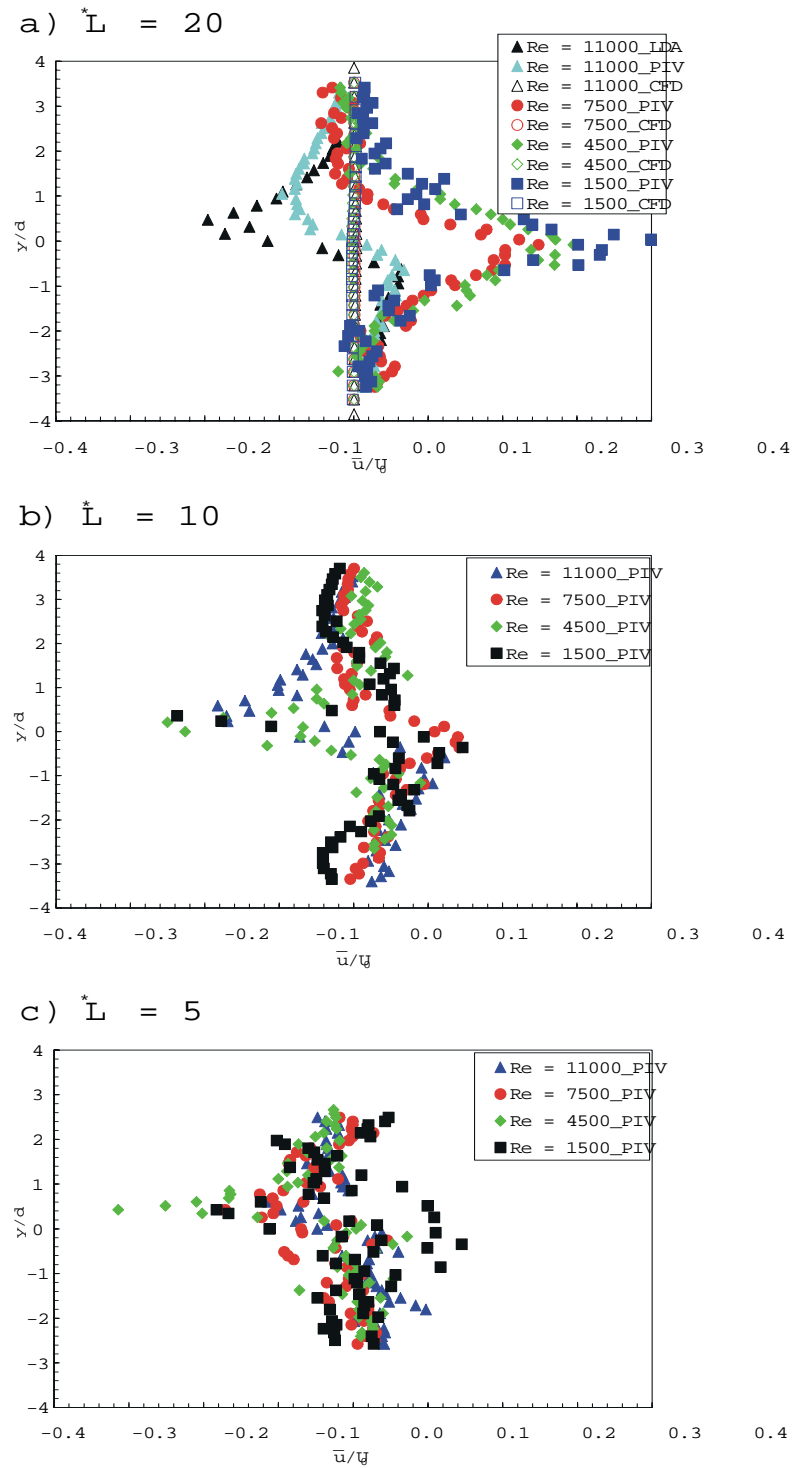 a) *L = 20
Re = 11000_LDA
Re = 11000_PIV
Re = 11000_CFD
Re = 7500_PIV
Re = 7500_CFD
Re = 4500_PIV
Re = 4500_CFD
Re = 1500_PIV
Re = 1500_CFD
4
3
2
1
0
-1
-2
-3
-4
y/d
-0.4 -0.3 -0.2 -0.1 0.0 0.1 0.2 0.3 0.4
u̅/U0
b) *L = 10
Re = 11000_PIV
Re = 7500_PIV
Re = 4500_PIV
Re = 1500_PIV
4
3
2
1
0
-1
-2
-3
-4
y/d
-0.4 -0.3 -0.2 -0.1 0.0 0.1 0.2 0.3 0.4
u̅/U0
c) *L = 5
Re = 11000_PIV
Re = 7500_PIV
Re = 4500_PIV
Re = 1500_PIV
4
3
2
1
0
-1
-2
-3
-4
y/d
-0.4 -0.3 -0.2 -0.1 0.0 0.1 0.2 0.3 0.4
u̅/U0